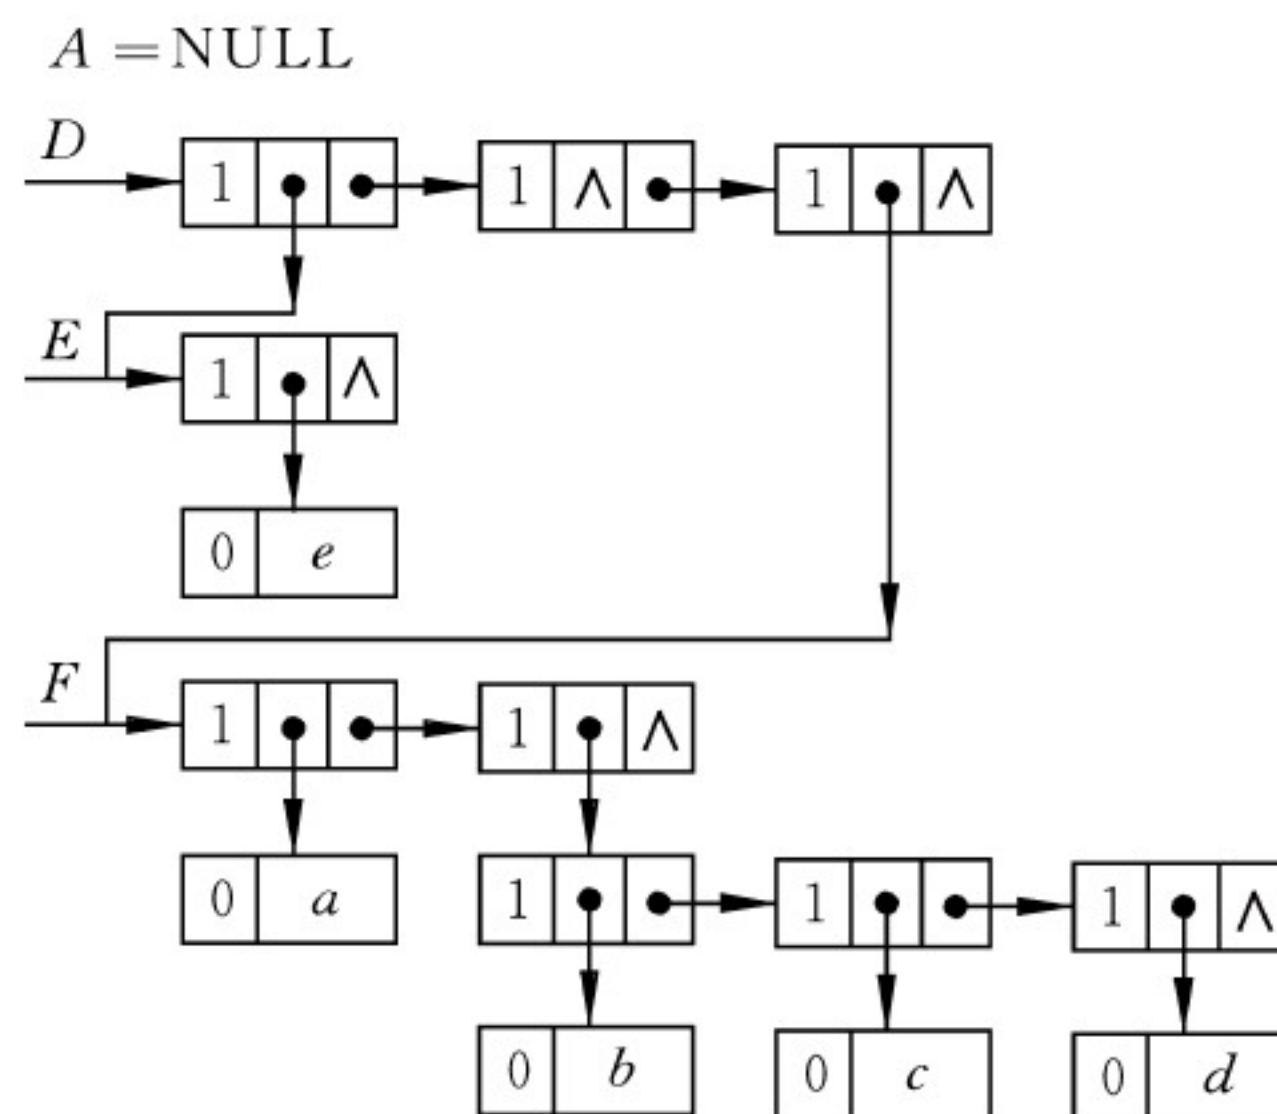 A = NULL
D
1 1 ∧ 1 ∧
E
1 ∧
0 e
F
1 1 ∧
0 a 1 1 1 ∧
0 b 0 c 0 d